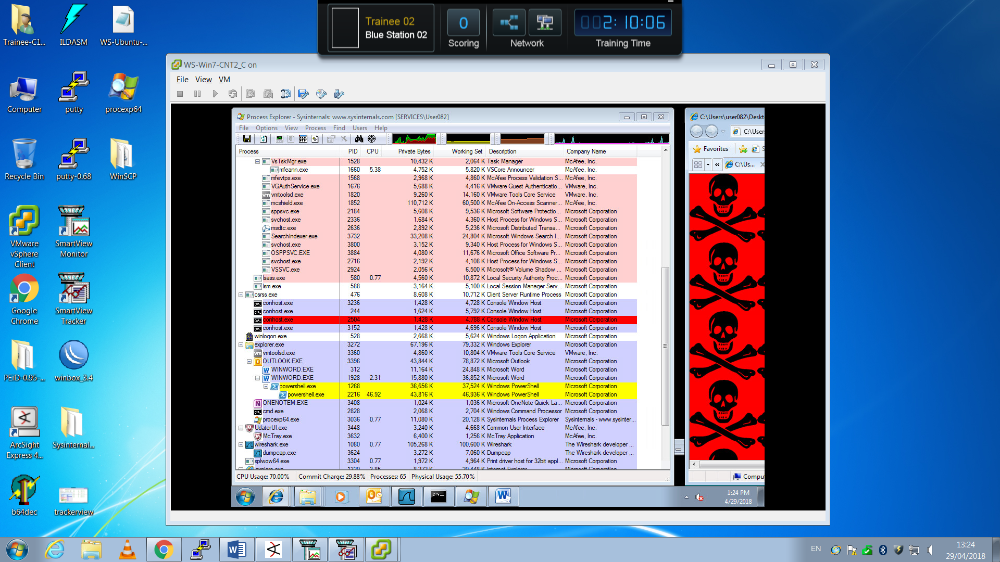 Trainee 02
Blue Station 02
0
Scoring
Network
002:10:06
Training Time
Trainee-C1...
ILDASM
WS-Ubuntu-...
Computer
putty
procexp64
Recycle Bin
putty-0.68
WinSCP
VMware vSphere Client
SmartView Monitor
Google Chrome
SmartView Tracker
PEiD-0.95-...
winbox_3.4
ArcSight Express 4...
Sysinternal...
b64dec
trackerview
WS-Win7-CNT2_C on
File View VM
Process Explorer - Sysinternals: www.sysinternals.com [SERVICES\User082]
File Options View Process Find Users Help
Process PID CPU Private Bytes Working Set Description Company Name
VsTskMgr.exe 1528 10,432 K 2,064 K Task Manager McAfee, Inc.
mfeann.exe 1660 5.38 4,752 K 5,820 K VSCore Announcer McAfee, Inc.
mfevtps.exe 1568 2,968 K 4,860 K McAfee Process Validation S... McAfee, Inc.
VGAuthService.exe 1676 5,688 K 4,416 K VMware Guest Authenticatio... VMware, Inc.
vmtoolsd.exe 1820 9,260 K 14,160 K VMware Tools Core Service VMware, Inc.
mcshield.exe 1852 110,712 K 60,500 K McAfee On-Access Scanner... McAfee, Inc.
sppsvc.exe 2184 5,608 K 9,536 K Microsoft Software Protectio... Microsoft Corporation
svchost.exe 2336 1,684 K 4,360 K Host Process for Windows S... Microsoft Corporation
msdtc.exe 2636 2,892 K 5,236 K Microsoft Distributed Transa... Microsoft Corporation
SearchIndexer.exe 3732 33,208 K 24,804 K Microsoft Windows Search I... Microsoft Corporation
svchost.exe 3800 3,152 K 9,340 K Host Process for Windows S... Microsoft Corporation
OSPPSVC.EXE 3884 4,080 K 11,676 K Microsoft Office Software Pr... Microsoft Corporation
svchost.exe 2716 2,192 K 4,108 K Host Process for Windows S... Microsoft Corporation
VSSVC.exe 2924 2,056 K 6,500 K Microsoft® Volume Shadow ... Microsoft Corporation
lsass.exe 580 0.77 4,560 K 10,872 K Local Security Authority Proc... Microsoft Corporation
lsm.exe 588 3,164 K 5,100 K Local Session Manager Serv... Microsoft Corporation
csrss.exe 476 8,608 K 10,712 K Client Server Runtime Process Microsoft Corporation
conhost.exe 3236 1,428 K 4,728 K Console Window Host Microsoft Corporation
conhost.exe 244 1,624 K 5,792 K Console Window Host Microsoft Corporation
conhost.exe 2504 1,428 K 4,788 K Console Window Host Microsoft Corporation
conhost.exe 3152 1,428 K 4,696 K Console Window Host Microsoft Corporation
winlogon.exe 528 2,668 K 5,624 K Windows Logon Application Microsoft Corporation
explorer.exe 3272 67,196 K 79,332 K Windows Explorer Microsoft Corporation
vmtoolsd.exe 3360 4,860 K 10,804 K VMware Tools Core Service VMware, Inc.
OUTLOOK.EXE 3396 43,844 K 78,872 K Microsoft Outlook Microsoft Corporation
WINWORD.EXE 312 11,164 K 24,848 K Microsoft Word Microsoft Corporation
WINWORD.EXE 1928 2.31 15,880 K 36,852 K Microsoft Word Microsoft Corporation
powershell.exe 1268 36,656 K 37,524 K Windows PowerShell Microsoft Corporation
powershell.exe 2216 46.92 43,816 K 46,936 K Windows PowerShell Microsoft Corporation
ONENOTEM.EXE 3408 1,024 K 1,036 K Microsoft OneNote Quick La... Microsoft Corporation
cmd.exe 2828 2,068 K 2,704 K Windows Command Processor Microsoft Corporation
procexp64.exe 3036 0.77 11,080 K 20,128 K Sysinternals Process Explorer Sysinternals - www.sysinter...
UdaterUI.exe 3448 3,240 K 4,668 K Common User Interface McAfee, Inc.
McTray.exe 3632 6,400 K 1,256 K McTray Application McAfee, Inc.
wireshark.exe 1080 0.77 105,268 K 100,600 K Wireshark The Wireshark developer ...
dumpcap.exe 3624 3,272 K 7,060 K Dumpcap The Wireshark developer ...
splwow64.exe 3304 0.77 1,972 K 4,964 K Print driver host for 32bit appl... Microsoft Corporation
iexplore.exe 1320 3.85 8,272 K 20,448 K Internet Explorer Microsoft Corporation
CPU Usage: 70.00% Commit Charge: 29.88% Processes: 65 Physical Usage: 55.70%
C:\Users\user082\Deskt
C:\User
Favorites
C:\Us...
Compu
1:24 PM
4/29/2018
EN
13:24
29/04/2018